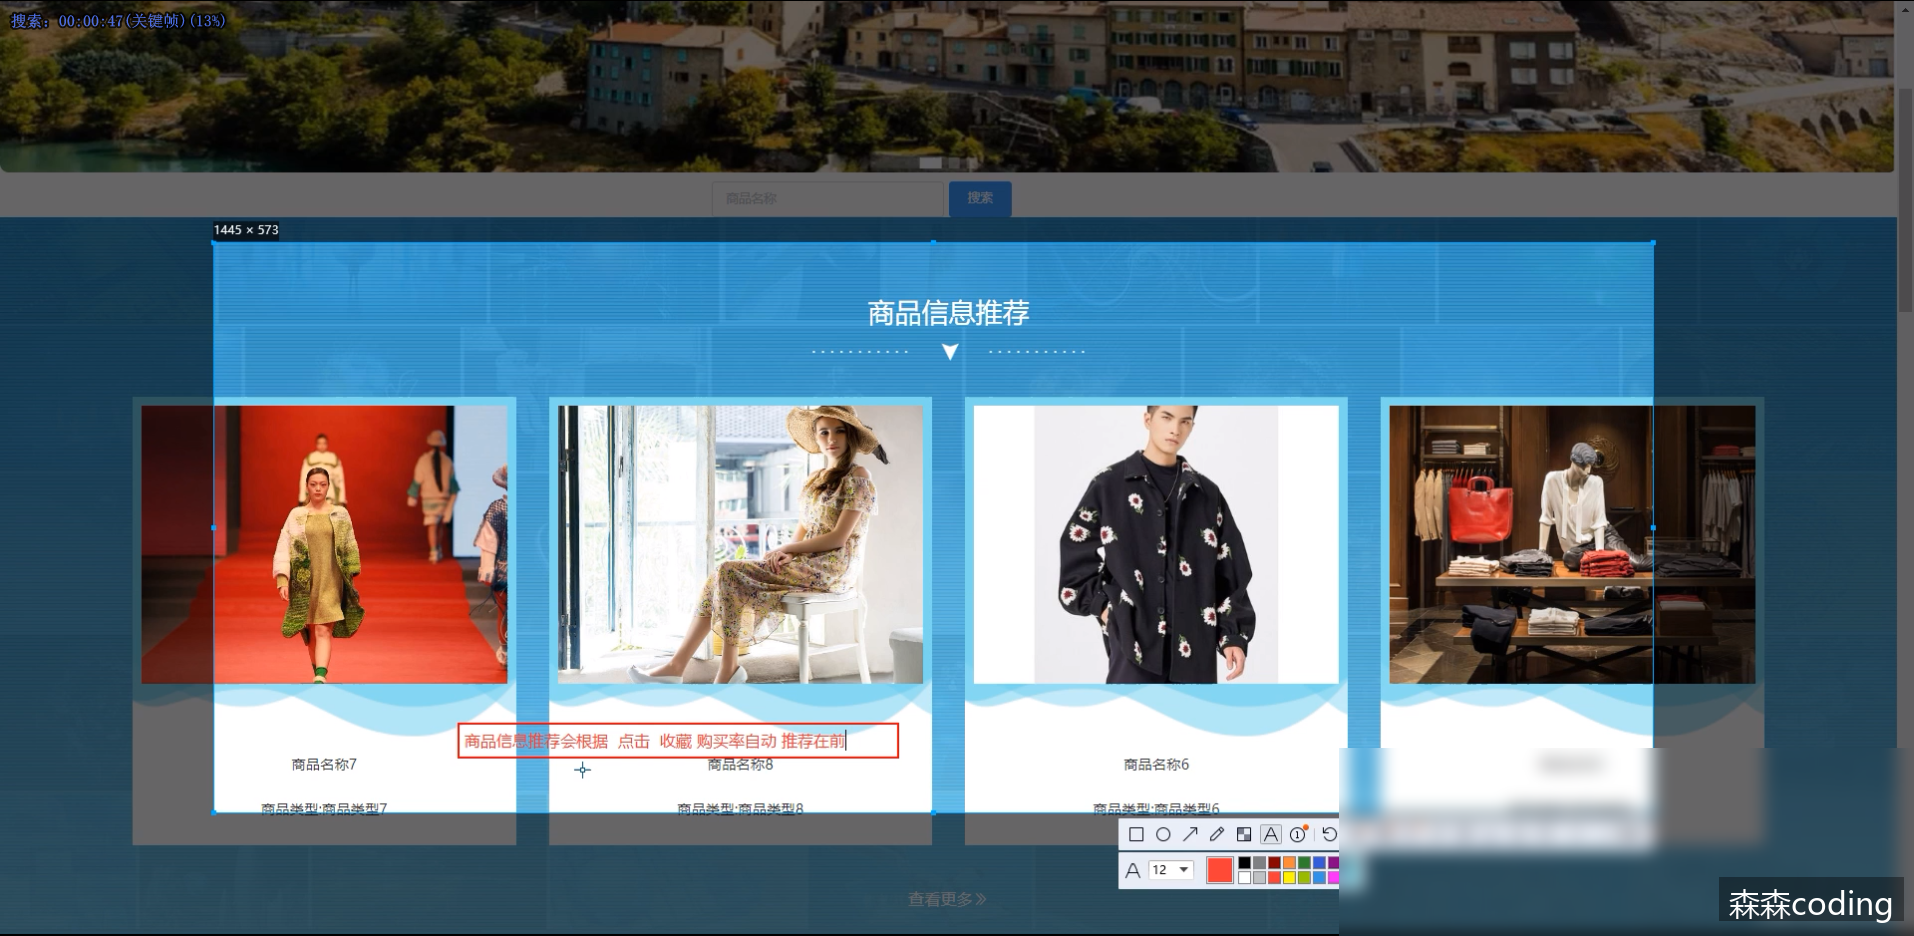 搜索: 00:00:47(关键帧)(13%)
商品名称
搜索
1445 × 573
商品信息推荐
商品信息推荐会根据 点击 收藏 购买率自动 推荐在前
商品名称7
商品名称8
商品名称6
商品类型:商品类型7
商品类型:商品类型8
商品类型:商品类型6
A
1
A
12
查看更多
森森coding